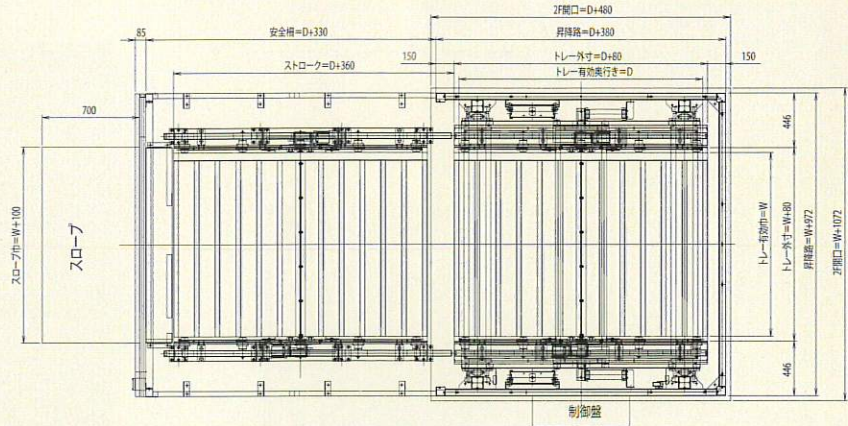 2F開口=D+480
85
安全柵=D+330
昇降路=D+380
150
トレー外寸=D+80
150
ストローク=D+360
トレー有効奥行き=D
700
446
スロープ巾=W+100
スロープ
トレー有効巾=W
トレー外寸=W+80
昇降路=W+972
2F開口=W+1072
446
制御盤